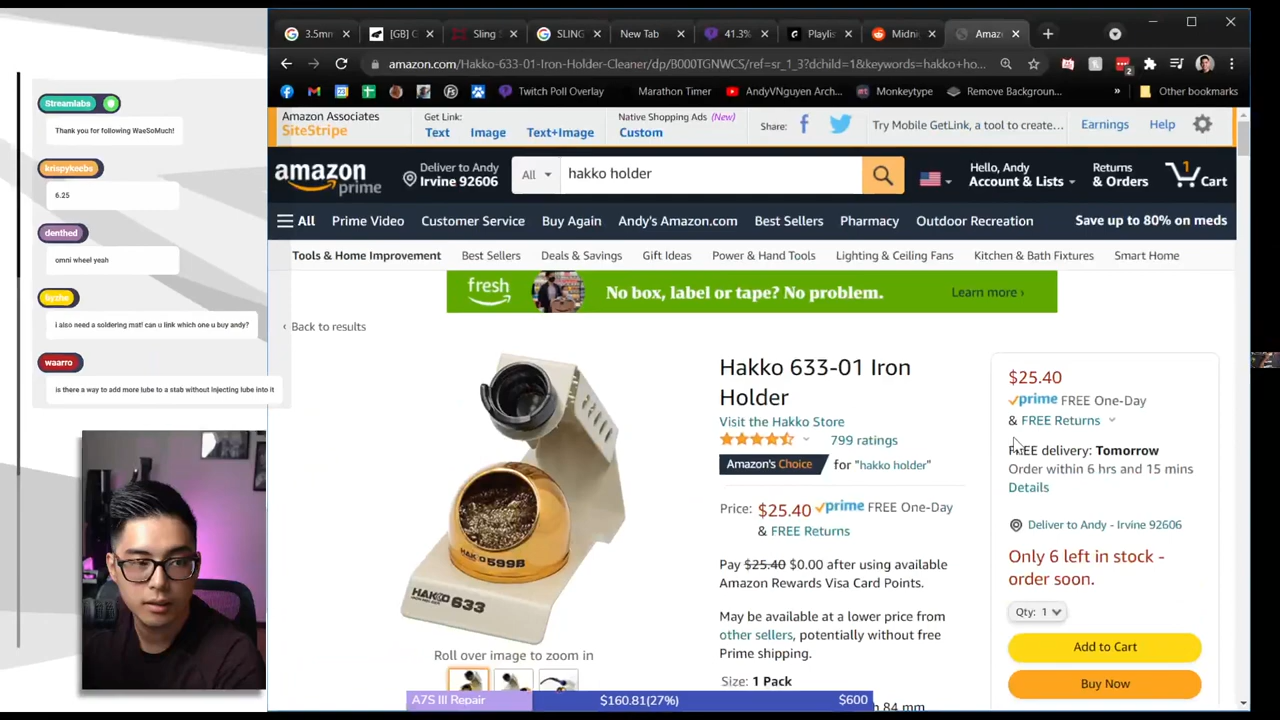 3.5mm
[GB] G
Sling S
SLING
New Tab
41.3%
Playlis
Midni
Amaz
amazon.com/Hakko-633-01-Iron-Holder-Cleaner/dp/B000TGNWCS/ref=sr_1_3?dchild=1&keywords=hakko+ho...
Twitch Poll Overlay
Marathon Timer
AndyVNguyen Arch...
Monkeytype
Remove Backgroun...
»
Other bookmarks
Amazon Associates
SiteStripe
Get Link:
Text Image Text+Image
Native Shopping Ads (New)
Custom
Share:
Try Mobile GetLink, a tool to create...
Earnings Help
amazon prime
Deliver to Andy
Irvine 92606
All
hakko holder
Hello, Andy
Account & Lists
Returns
& Orders
1
Cart
All Prime Video Customer Service Buy Again Andy's Amazon.com Best Sellers Pharmacy Outdoor Recreation
Save up to 80% on meds
Tools & Home Improvement Best Sellers Deals & Savings Gift Ideas Power & Hand Tools Lighting & Ceiling Fans Kitchen & Bath Fixtures Smart Home
fresh
No box, label or tape? No problem.
Learn more ›
‹ Back to results
HAKKO 599B
HAKKO 633
Roll over image to zoom in
Hakko 633-01 Iron
Holder
Visit the Hakko Store
799 ratings
Amazon's Choice for "hakko holder"
Price: $25.40 prime FREE One-Day
& FREE Returns
Pay $25.40 $0.00 after using available
Amazon Rewards Visa Card Points.
May be available at a lower price from
other sellers, potentially without free
Prime shipping.
Size: 1 Pack
84 mm
$25.40
prime FREE One-Day
& FREE Returns
FREE delivery: Tomorrow
Order within 6 hrs and 15 mins
Details
Deliver to Andy - Irvine 92606
Only 6 left in stock -
order soon.
Qty: 1
Add to Cart
Buy Now
Streamlabs
Thank you for following WaeSoMuch!
krispykeebs
6.25
denthed
omni wheel yeah
i also need a soldering mat! can u link which one u buy andy?
waarro
is there a way to add more lube to a stab without injecting lube into it
A7S III Repair
$160.81(27%)
$600